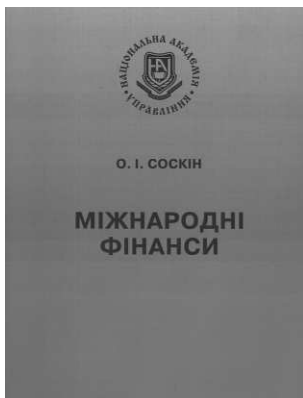 НАЦІОНАЛЬНА АКАДЕМІЯ
УПРАВЛІННЯ
О. І. СОСКІН
МІЖНАРОДНІ
ФІНАНСИ